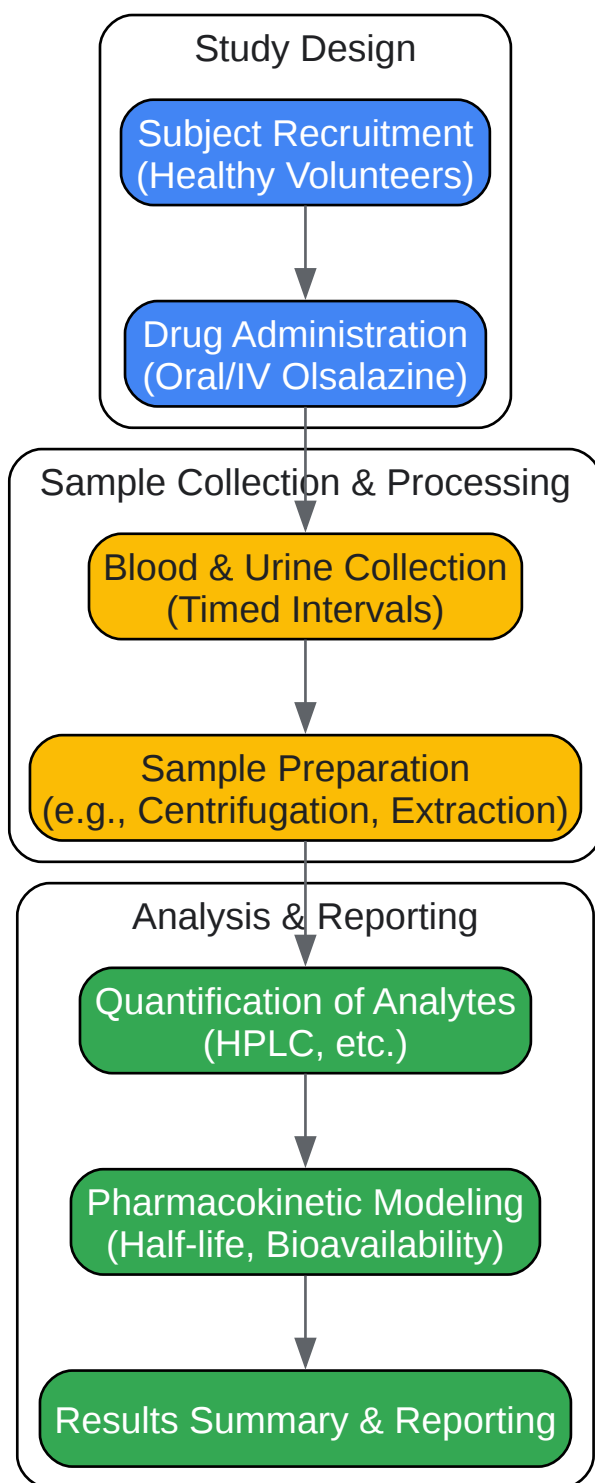 Study Design
Subject Recruitment
(Healthy Volunteers)
Drug Administration
(Oral/IV Olsalazine)
Sample Collection & Processing
Blood & Urine Collection
(Timed Intervals)
Sample Preparation
(e.g., Centrifugation, Extraction)
Analysis & Reporting
Quantification of Analytes
(HPLC, etc.)
Pharmacokinetic Modeling
(Half-life, Bioavailability)
Results Summary & Reporting